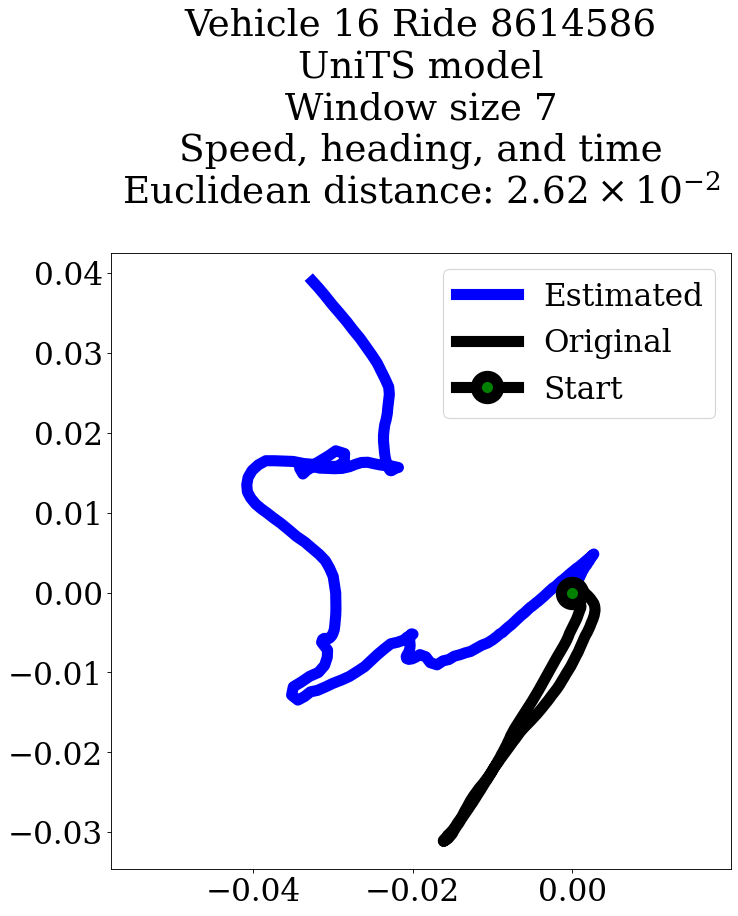 Vehicle 16 Ride 8614586
UniTS model
Window size 7
Speed, heading, and time
Euclidean distance: 2.62 × 10⁻²
Estimated
Original
Start
0.04
0.03
0.02
0.01
0.00
−0.01
−0.02
−0.03
−0.04
−0.02
0.00